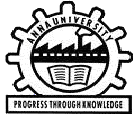 ANNA UNIVERSITY
PROGRESS THROUGH KNOWLEDGE